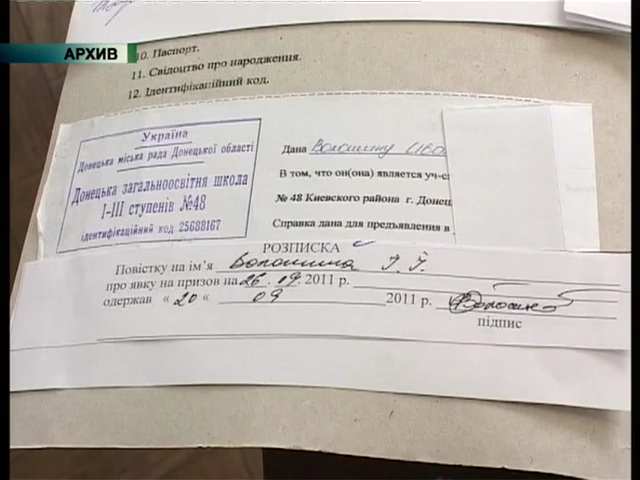 АРХИВ
10. Паспорт.
11. Свідоцтво про народження.
12. Ідентифікаційний код.
Україна
Донецька міська рада Донецької області
Донецька загальноосвітня школа
І-ІІІ ступенів №48
ідентифікаційний код 25688167
Дана Волошину
В том, что он(она) является уч-с
№ 48 Киевского района г. Донец
Справка дана для предъявления в
РОЗПИСКА
Повістку на ім'я Волошина І. Г.
про явку на призов на 26. 09. 2011 р.
одержав « 20 « 09 2011 р.
підпис